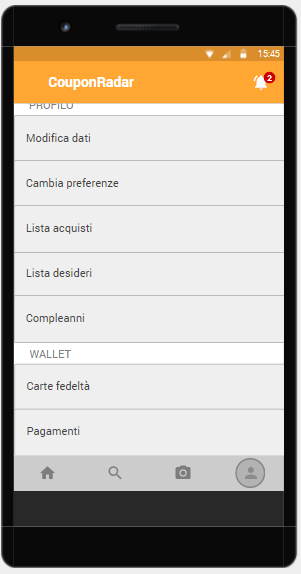 15:45
CouponRadar
2
PROFILO
Modifica dati
Cambia preferenze
Lista acquisti
Lista desideri
Compleanni
WALLET
Carte fedeltà
Pagamenti